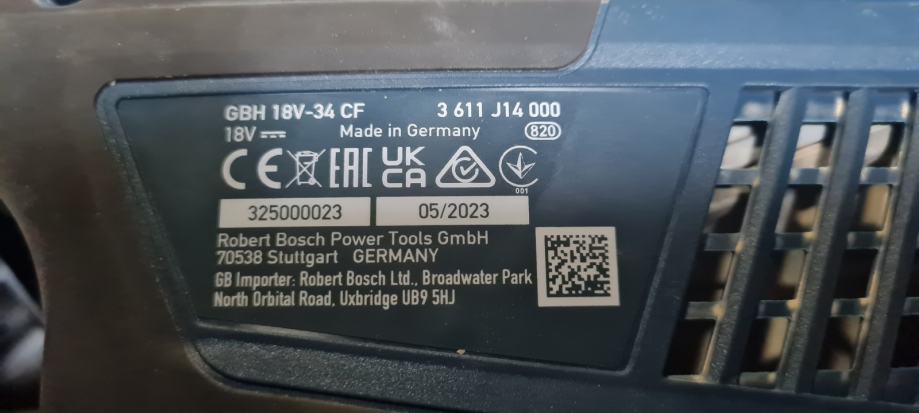 GBH 18V-34 CF 3 611 J14 000
18V Made in Germany 820
CE EAC UK CA 001
325000023 05/2023
Robert Bosch Power Tools GmbH
70538 Stuttgart GERMANY
GB Importer: Robert Bosch Ltd., Broadwater Park
North Orbital Road, Uxbridge UB9 5HJ